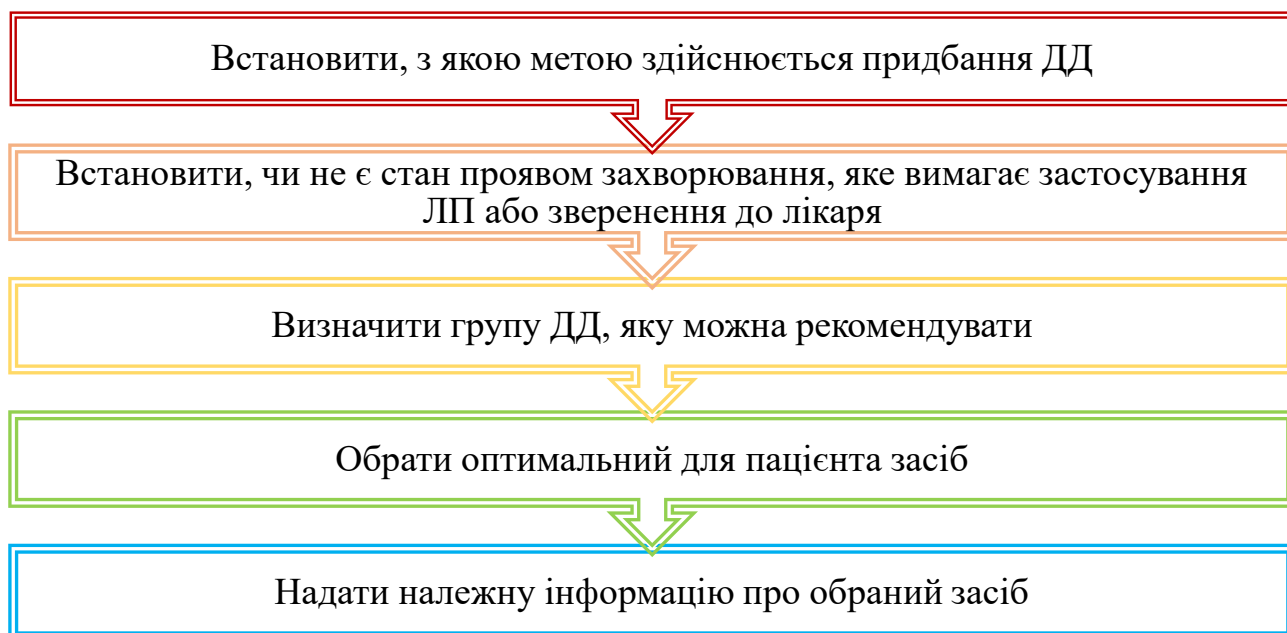 Встановити, з якою метою здійснюється придбання ДД
Встановити, чи не є стан проявом захворювання, яке вимагає застосування
ЛП або зверенення до лікаря
Визначити групу ДД, яку можна рекомендувати
Обрати оптимальний для пацієнта засіб
Надати належну інформацію про обраний засіб